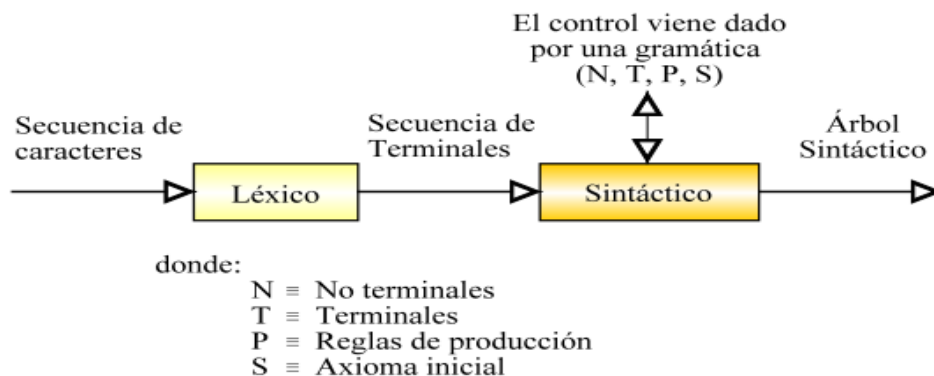 El control viene dado
por una gramática
(N, T, P, S)
Secuencia de
caracteres
Secuencia de
Terminales
Árbol
Sintáctico
Léxico
Sintáctico
donde:
N ≡ No terminales
T ≡ Terminales
P ≡ Reglas de producción
S ≡ Axioma inicial